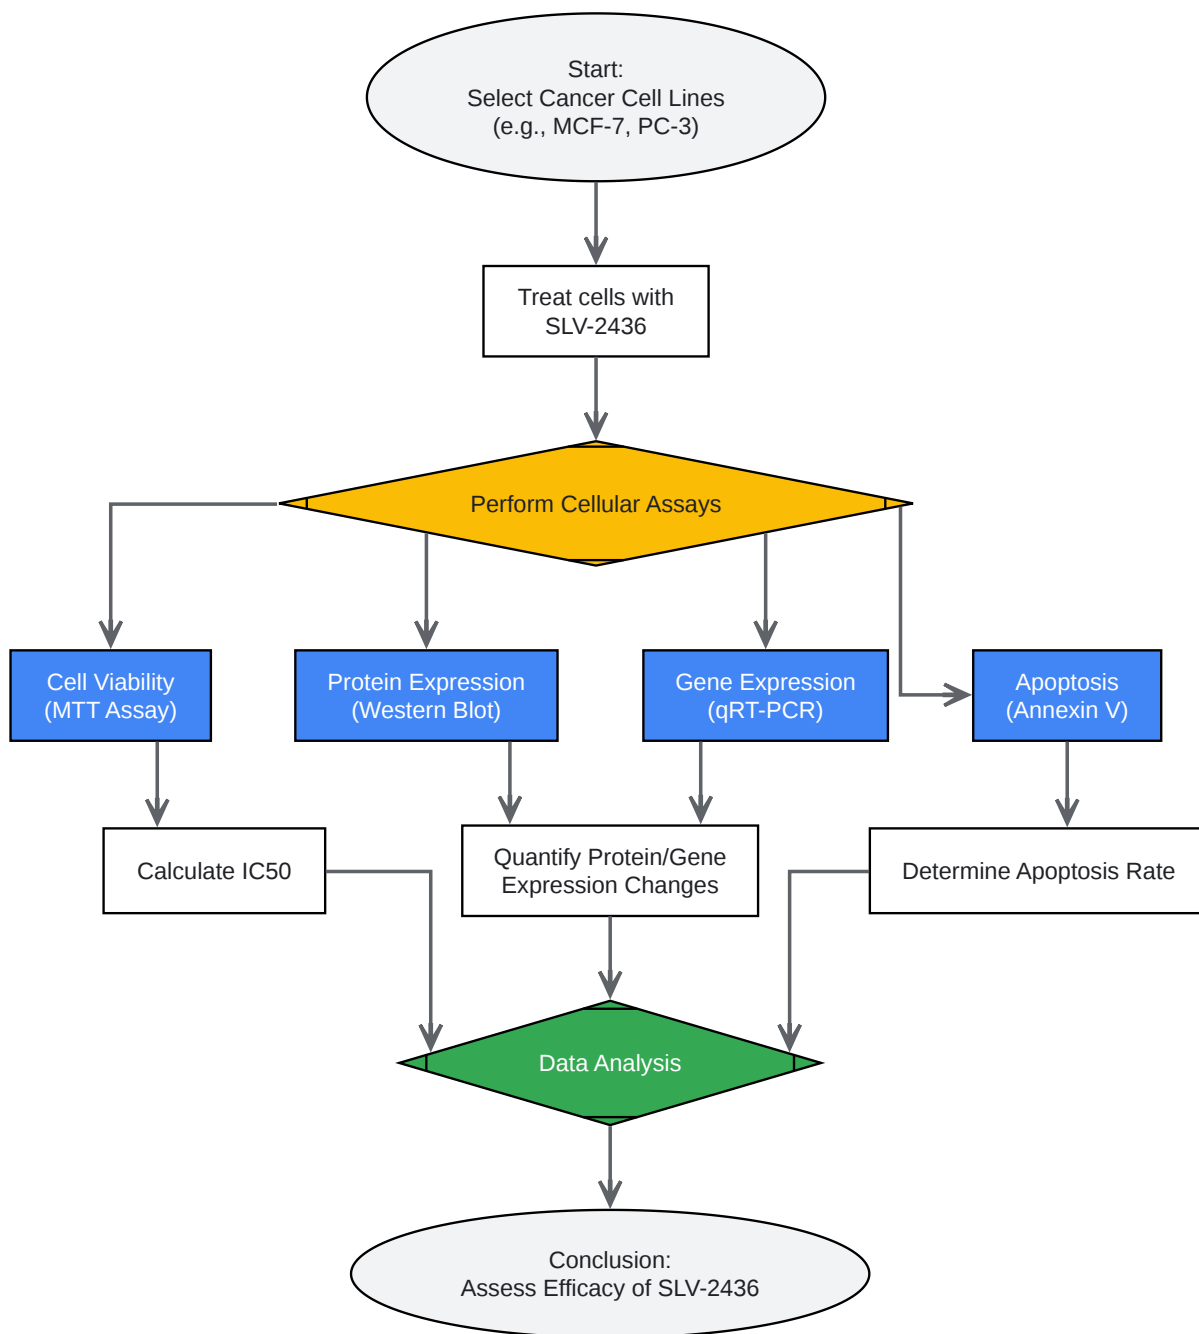 Start:
Select Cancer Cell Lines
(e.g., MCF-7, PC-3)
Treat cells with
SLV-2436
Perform Cellular Assays
Cell Viability
(MTT Assay)
Protein Expression
(Western Blot)
Gene Expression
(qRT-PCR)
Apoptosis
(Annexin V)
Calculate IC50
Quantify Protein/Gene
Expression Changes
Determine Apoptosis Rate
Data Analysis
Conclusion:
Assess Efficacy of SLV-2436